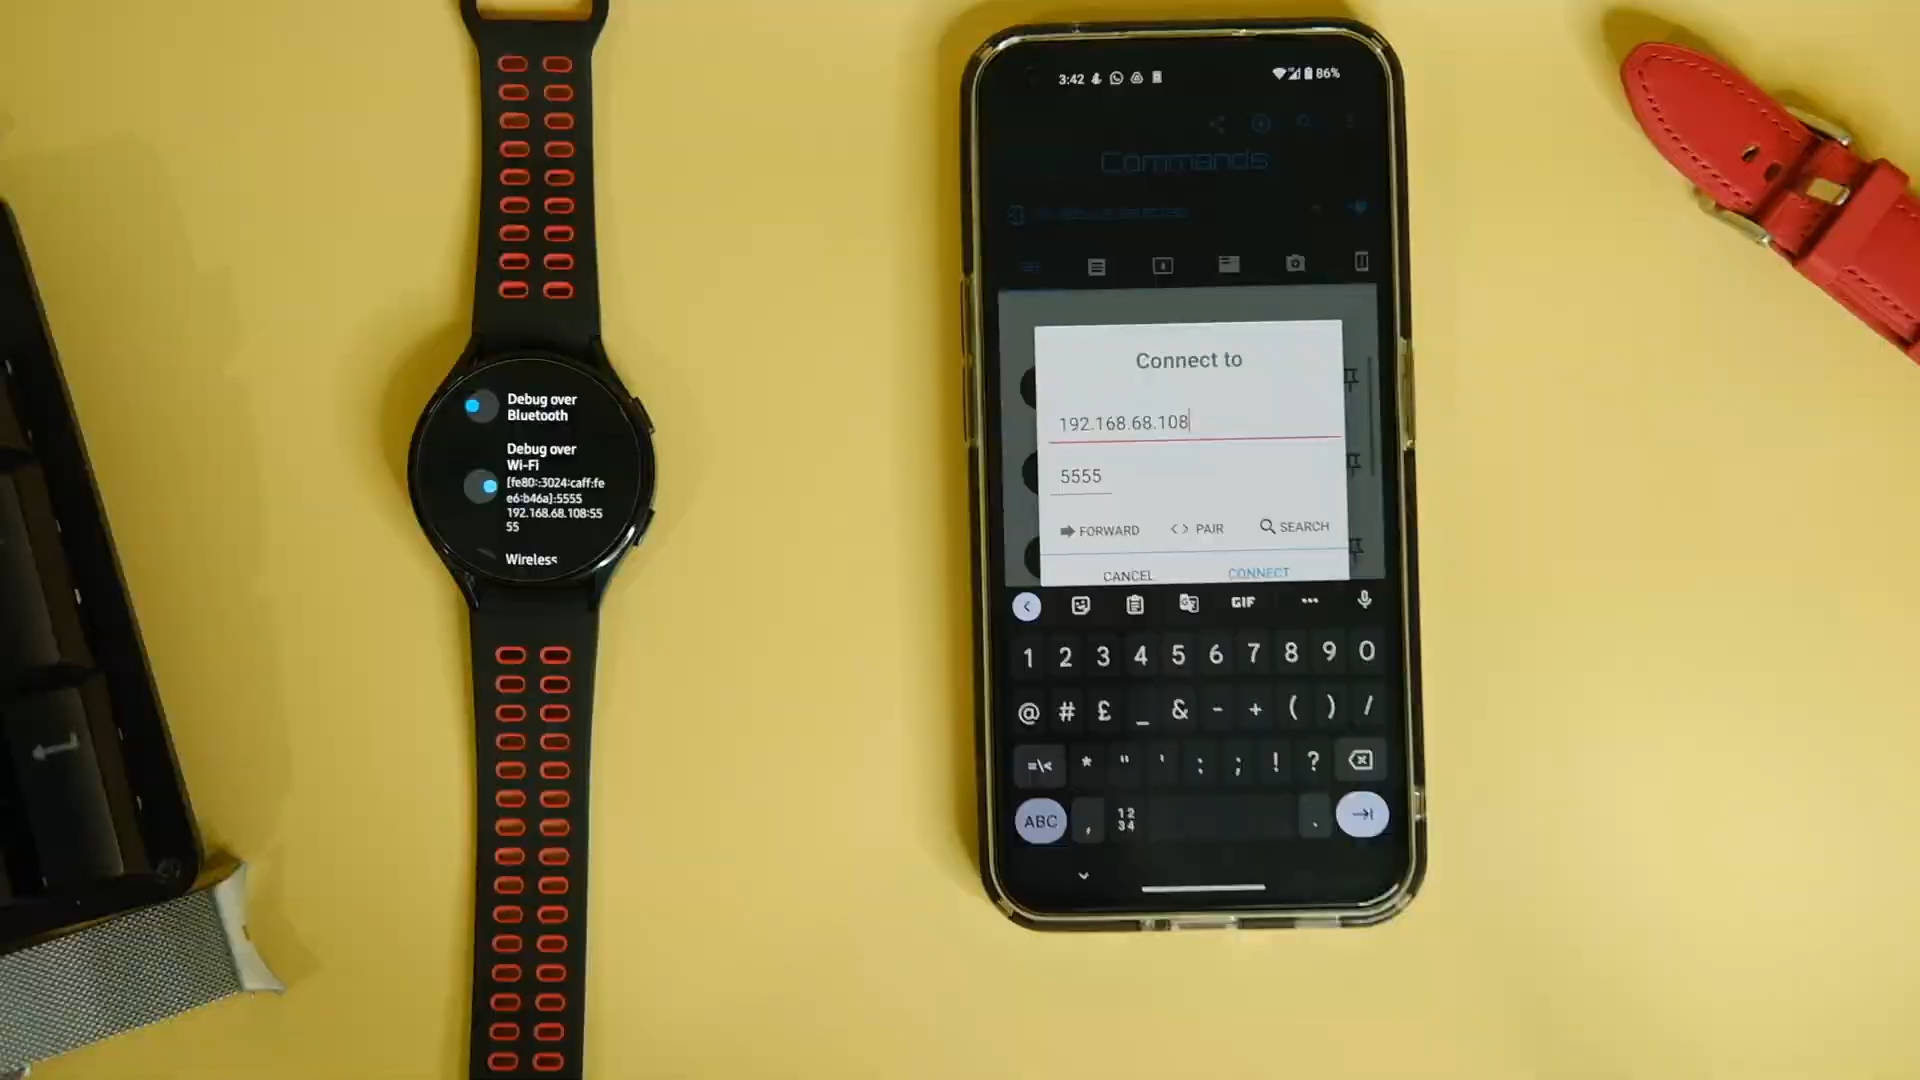 Debug over
Bluetooth
Debug over
Wi-Fi
[fe80::3024:caff:fe
e6:b46a]:5555
192.168.68.108:55
55
Wireless
3:42
86%
Commands
Connect to
192.168.68.108
5555
FORWARD
<> PAIR
SEARCH
CANCEL
CONNECT
GIF
1 2 3 4 5 6 7 8 9 0
@ # £ _ & - + ( ) /
=\< * " ' : ; ! ?
ABC , 12 .
34